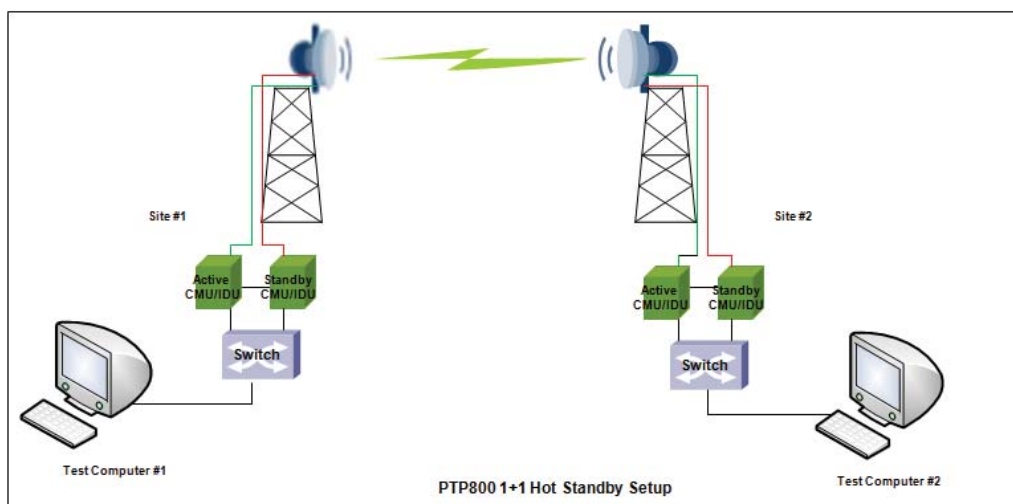 Site #1
Site #2
Active
CMU/IDU
Standby
CMU/IDU
Active
CMU/IDU
Standby
CMU/IDU
Switch
Switch
Test Computer #1
Test Computer #2
PTP800 1+1 Hot Standby Setup